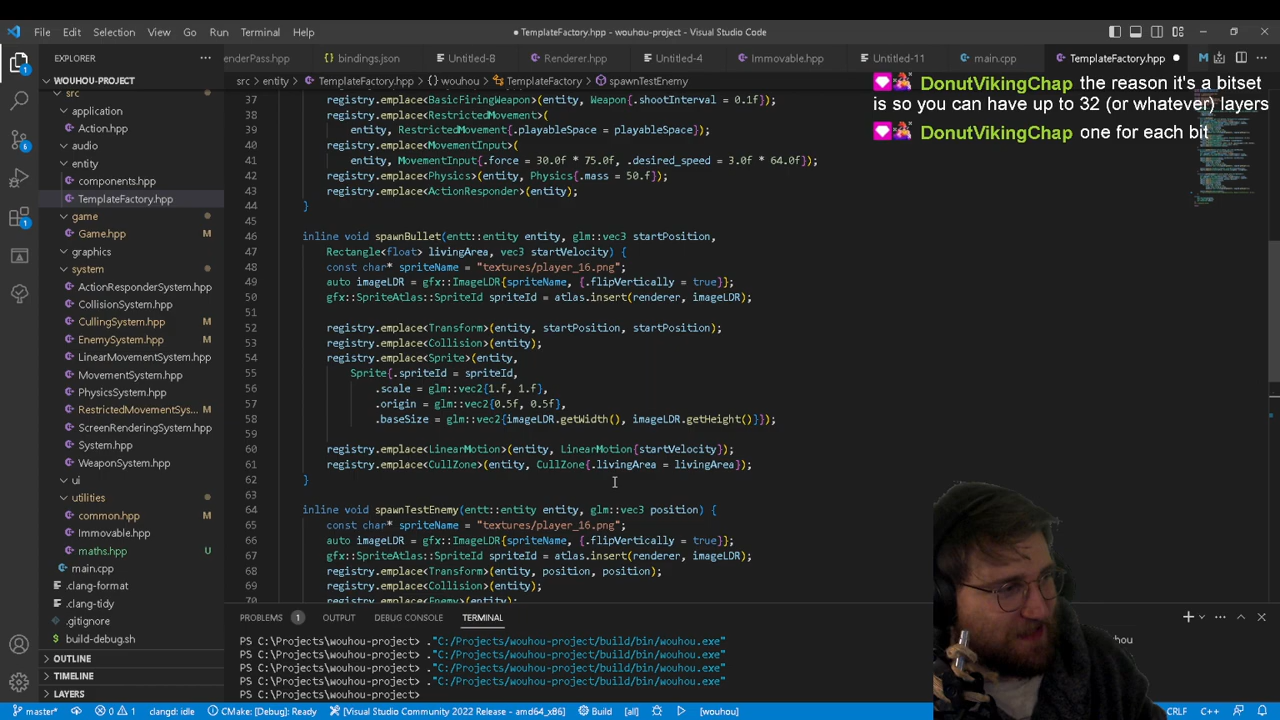 File Edit Selection View Go Run Terminal Help
● TemplateFactory.hpp - wouhou-project - Visual Studio Code
EXPLORER
enderPass.hpp bindings.json Untitled-8 Renderer.hpp Untitled-4 Immovable.hpp Untitled-11 main.cpp TemplateFactory.hpp ●
WOUHOU-PROJECT
src > entity > TemplateFactory.hpp > {} wouhou > TemplateFactory > spawnTestEnemy
DonutVikingChap the reason it's a bitset
is so you can have up to 32 (or whatever) layers
DonutVikingChap one for each bit
src
application
Action.hpp
audio
entity
components.hpp
TemplateFactory.hpp
game
Game.hpp M
graphics
system
ActionResponderSystem.hpp
CollisionSystem.hpp
CullingSystem.hpp M
EnemySystem.hpp M
LinearMovementSystem.hpp
MovementSystem.hpp
PhysicsSystem.hpp
RestrictedMovementSys... M
ScreenRenderingSystem.hpp
System.hpp
WeaponSystem.hpp
ui
utilities
common.hpp M
Immovable.hpp
maths.hpp U
main.cpp
.clang-format
.clang-tidy
.gitignore
build-debug.sh
OUTLINE
TIMELINE
LAYERS
37 registry.emplace<BasicFiringWeapon>(entity, Weapon{.shootInterval = 0.1f});
38 registry.emplace<RestrictedMovement>(
39 entity, RestrictedMovement{.playableSpace = playableSpace});
40 registry.emplace<MovementInput>(
41 entity, MovementInput{.force = 30.0f * 75.0f, .desired_speed = 3.0f * 64.0f});
42 registry.emplace<Physics>(entity, Physics{.mass = 50.f});
43 registry.emplace<ActionResponder>(entity);
44 }
45
46 inline void spawnBullet(entt::entity entity, glm::vec3 startPosition,
47 Rectangle<float> livingArea, vec3 startVelocity) {
48 const char* spriteName = "textures/player_16.png";
49 auto imageLDR = gfx::ImageLDR{spriteName, {.flipVertically = true}};
50 gfx::SpriteAtlas::SpriteId spriteId = atlas.insert(renderer, imageLDR);
51
52 registry.emplace<Transform>(entity, startPosition, startPosition);
53 registry.emplace<Collision>(entity);
54 registry.emplace<Sprite>(entity,
55 Sprite{.spriteId = spriteId,
56 .scale = glm::vec2{1.f, 1.f},
57 .origin = glm::vec2{0.5f, 0.5f},
58 .baseSize = glm::vec2{imageLDR.getWidth(), imageLDR.getHeight()}});
59
60 registry.emplace<LinearMotion>(entity, LinearMotion{startVelocity});
61 registry.emplace<CullZone>(entity, CullZone{.livingArea = livingArea});
62 }
63
64 inline void spawnTestEnemy(entt::entity entity, glm::vec3 position) {
65 const char* spriteName = "textures/player_16.png";
66 auto imageLDR = gfx::ImageLDR{spriteName, {.flipVertically = true}};
67 gfx::SpriteAtlas::SpriteId spriteId = atlas.insert(renderer, imageLDR);
68 registry.emplace<Transform>(entity, position, position);
69 registry.emplace<Collision>(entity);
70 registry.emplace<Enemy>(entity);
PROBLEMS 1 OUTPUT DEBUG CONSOLE TERMINAL
PS C:\Projects\wouhou-project> ."C:/Projects/wouhou-project/build/bin/wouhou.exe"
PS C:\Projects\wouhou-project> ."C:/Projects/wouhou-project/build/bin/wouhou.exe"
PS C:\Projects\wouhou-project> ."C:/Projects/wouhou-project/build/bin/wouhou.exe"
PS C:\Projects\wouhou-project> ."C:/Projects/wouhou-project/build/bin/wouhou.exe"
PS C:\Projects\wouhou-project>
master* 0 1 clangd: idle CMake: [Debug]: Ready [Visual Studio Community 2022 Release - amd64_x86] Build [all] [wouhou] CRLF C++